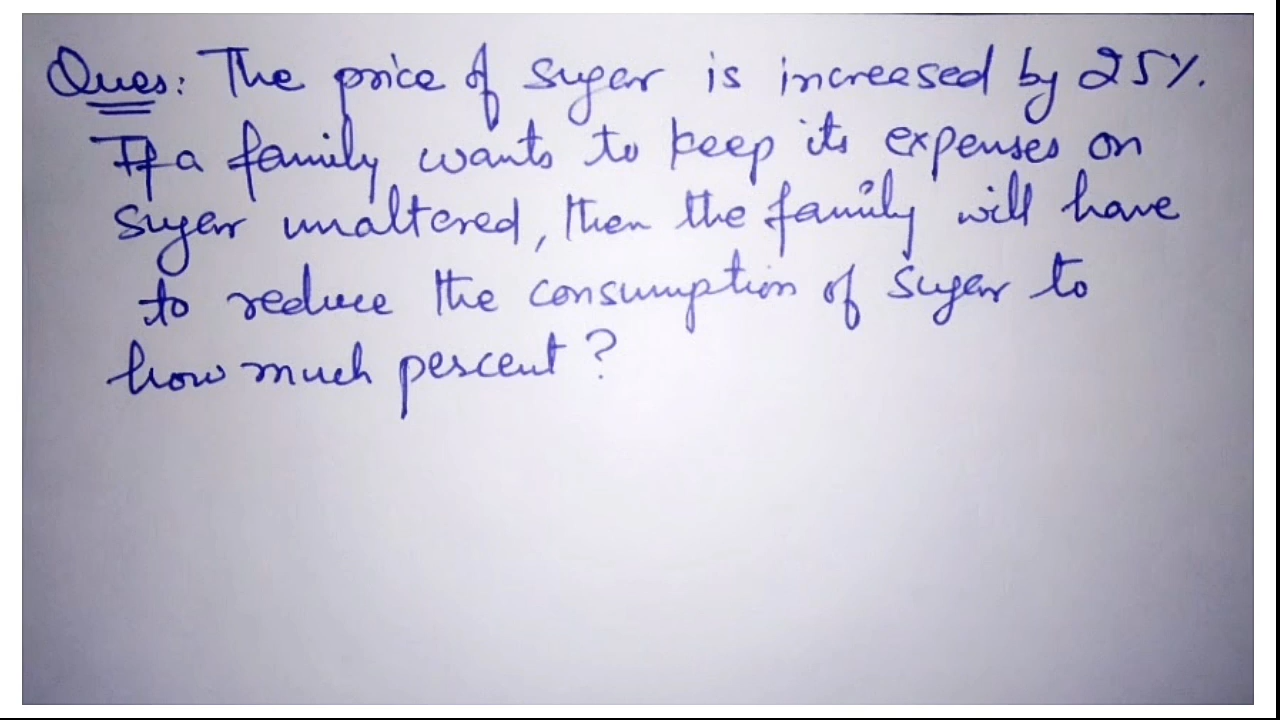 Ques: The price of sugar is increased by 25%.
If a family wants to keep its expenses on
sugar unaltered, then the family will have
to reduce the consumption of sugar to
how much percent?